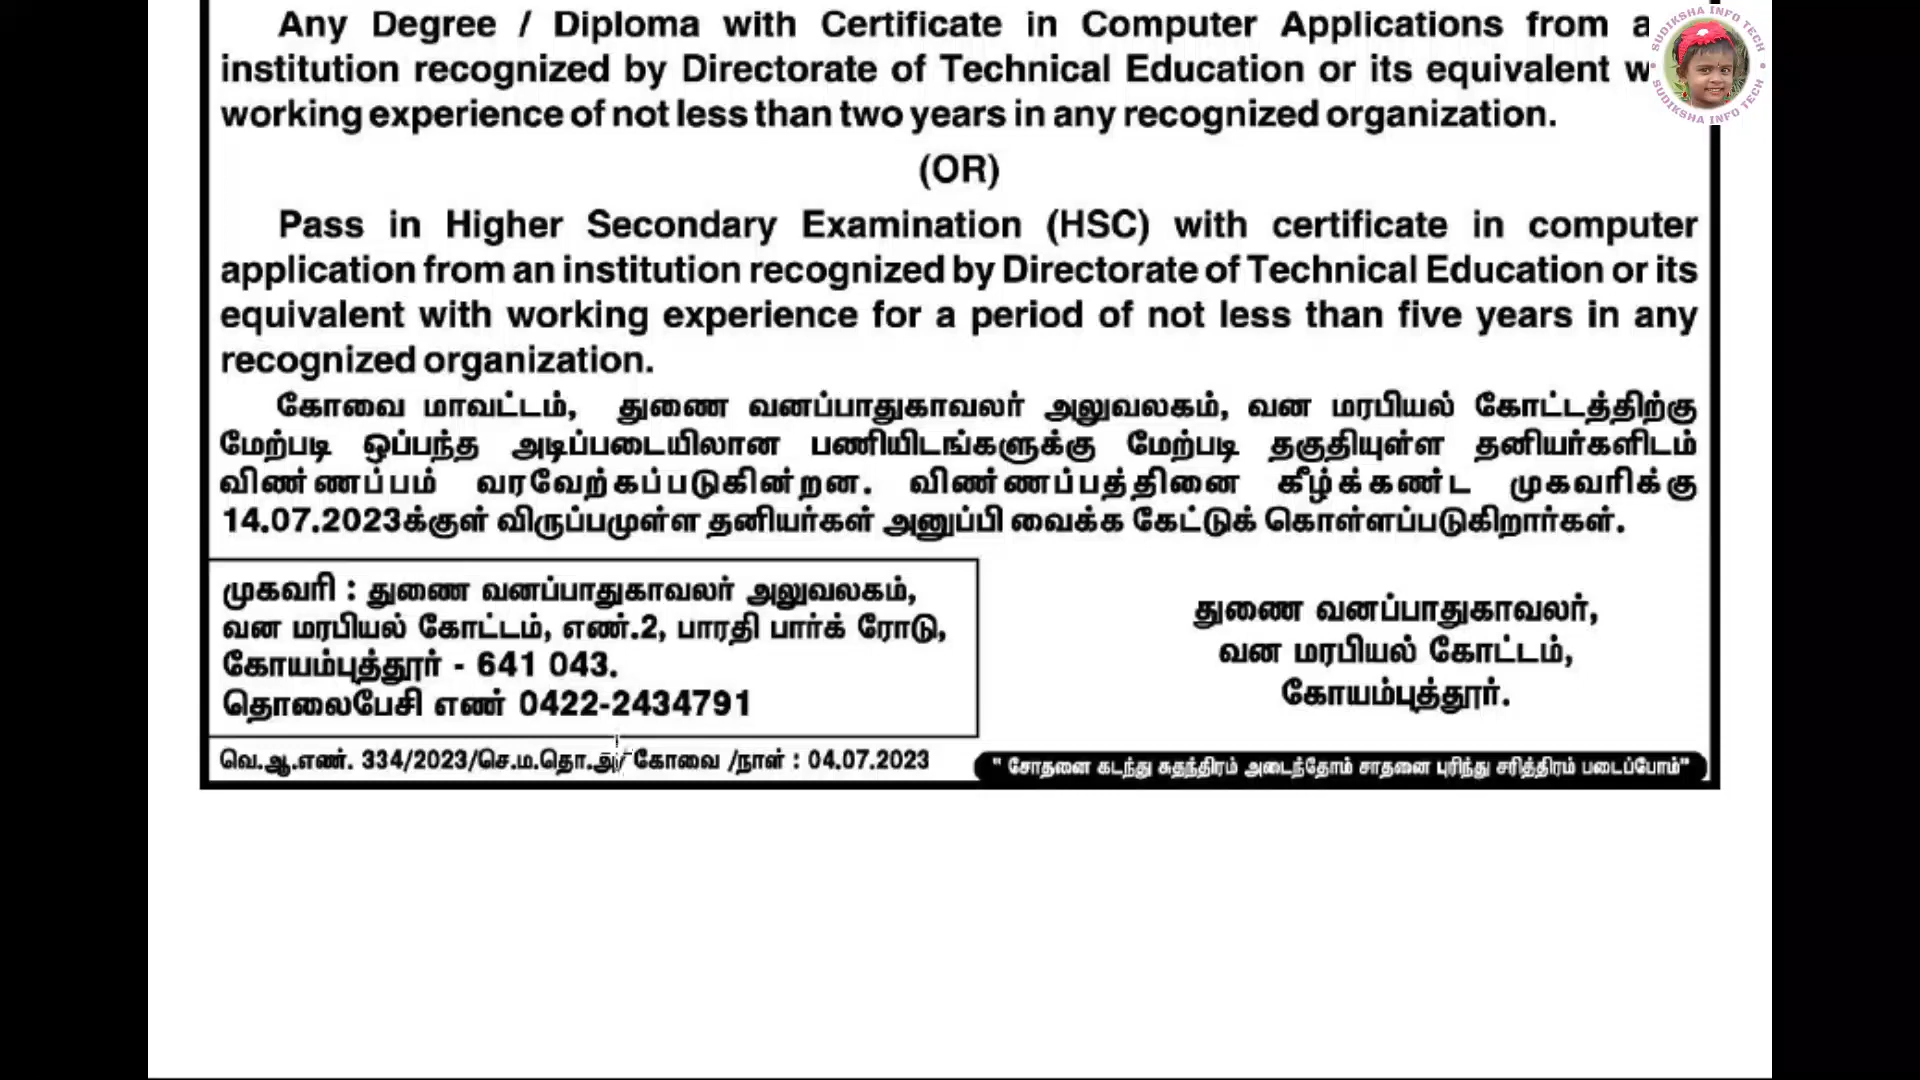 Any Degree / Diploma with Certificate in Computer Applications from a
institution recognized by Directorate of Technical Education or its equivalent
working experience of not less than two years in any recognized organization.
(OR)
Pass in Higher Secondary Examination (HSC) with certificate in computer
application from an institution recognized by Directorate of Technical Education or its
equivalent with working experience for a period of not less than five years in any
recognized organization.
கோவை மாவட்டம், துணை வனப்பாதுகாவலர் அலுவலகம், வன மரபியல் கோட்டத்திற்கு
மேற்படி ஒப்பந்த அடிப்படையிலான பணியிடங்களுக்கு மேற்படி தகுதியுள்ள தனியர்களிடம்
விண்ணப்பம் வரவேற்கப்படுகின்றன. விண்ணப்பத்தினை கீழ்க்கண்ட முகவரிக்கு
14.07.2023க்குள் விருப்பமுள்ள தனியர்கள் அனுப்பி வைக்க கேட்டுக் கொள்ளப்படுகிறார்கள்.
முகவரி : துணை வனப்பாதுகாவலர் அலுவலகம்,
வன மரபியல் கோட்டம், எண்.2, பாரதி பார்க் ரோடு,
கோயம்புத்தூர் - 641 043.
தொலைபேசி எண் 0422-2434791
துணை வனப்பாதுகாவலர்,
வன மரபியல் கோட்டம்,
கோயம்புத்தூர்.
வெ.ஆ.எண். 334/2023/செ.ம.தொ.அ/ கோவை /நாள் : 04.07.2023
" சோதனை கடந்து சுதந்திரம் அடைந்தோம் சாதனை புரிந்து சரித்திரம் படைப்போம்"
SUDIKSHA INFO TECH
SUDIKSHA INFO TECH